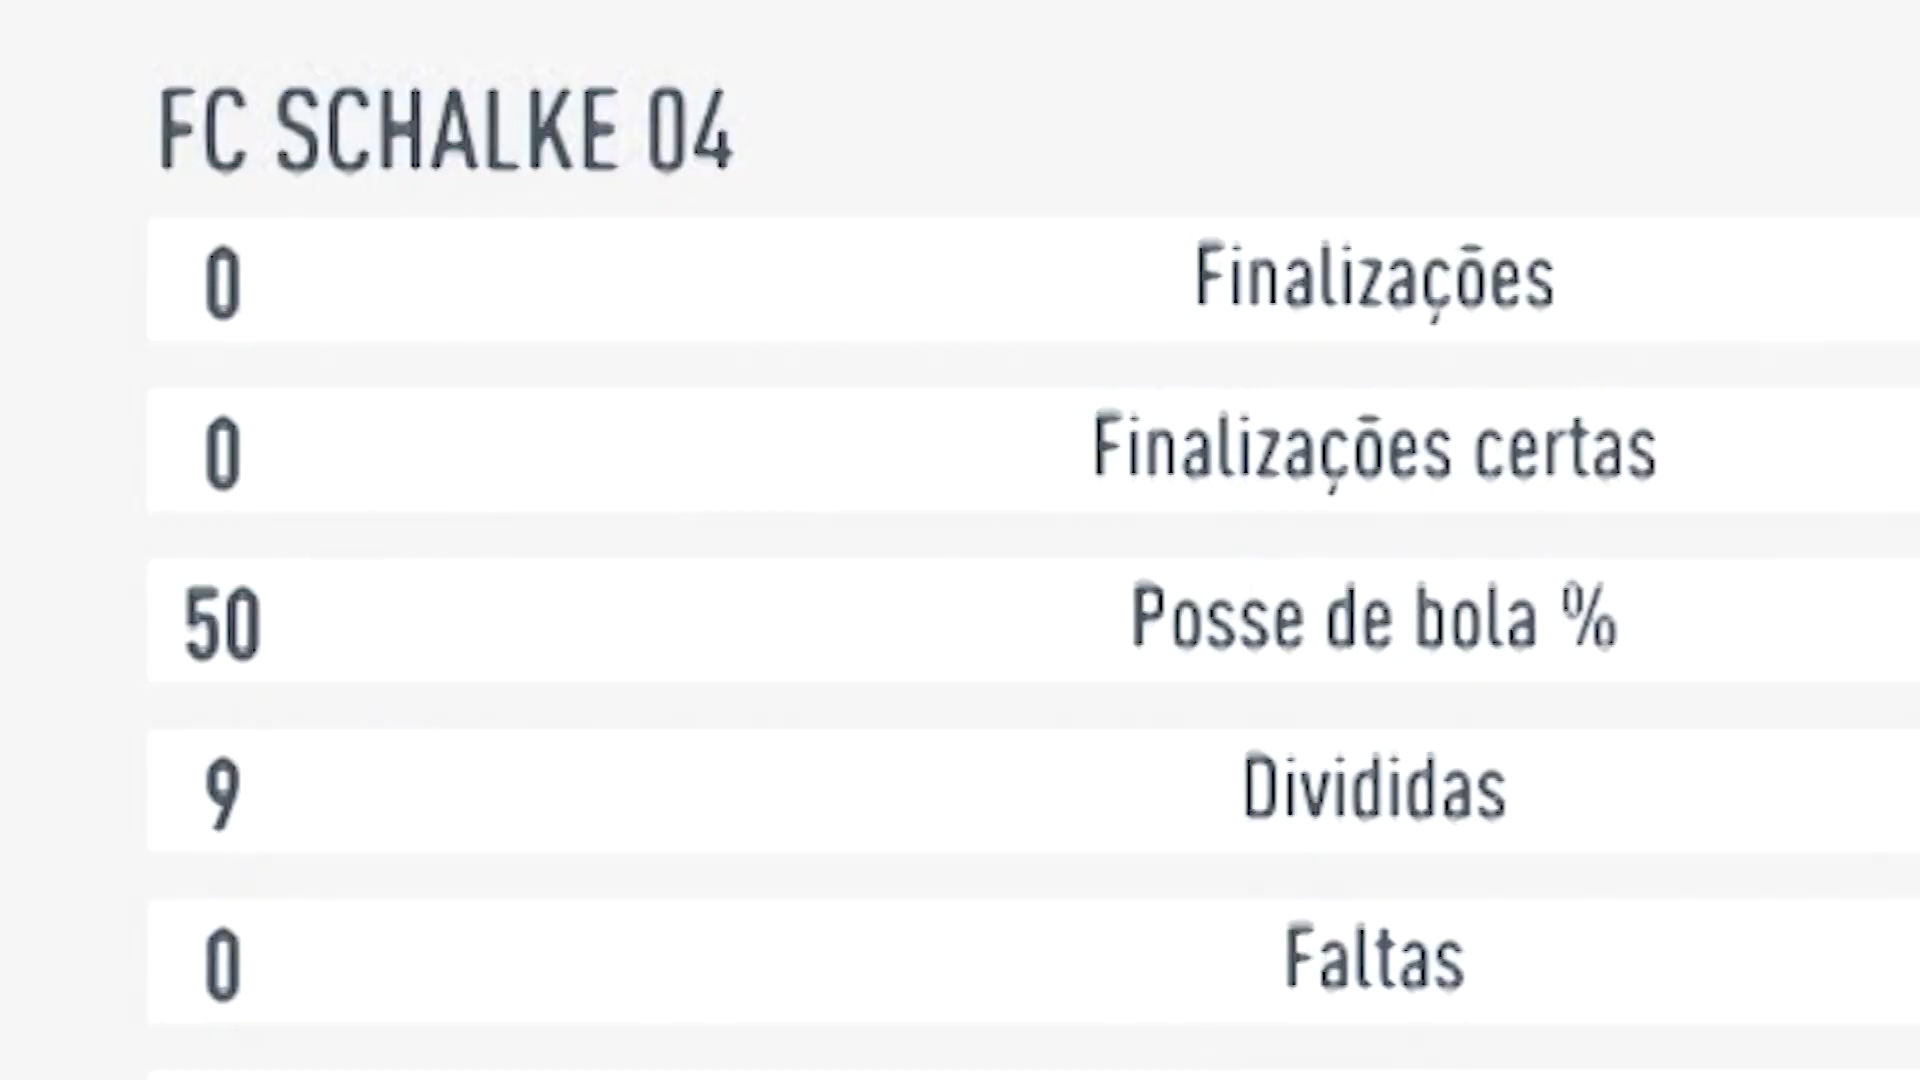 FC SCHALKE 04
0 Finalizações
0 Finalizações certas
50 Posse de bola %
9 Divididas
0 Faltas